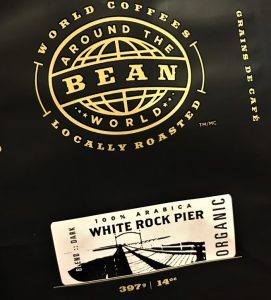 WORLD COFFEES
AROUND THE
BEAN
WORLD
LOCALLY ROASTED
TM/MC
GRAINS DE CAFÉ
100% ARABICA
WHITE ROCK PIER
BLEND :: DARK
ORGANIC
397g | 14oz